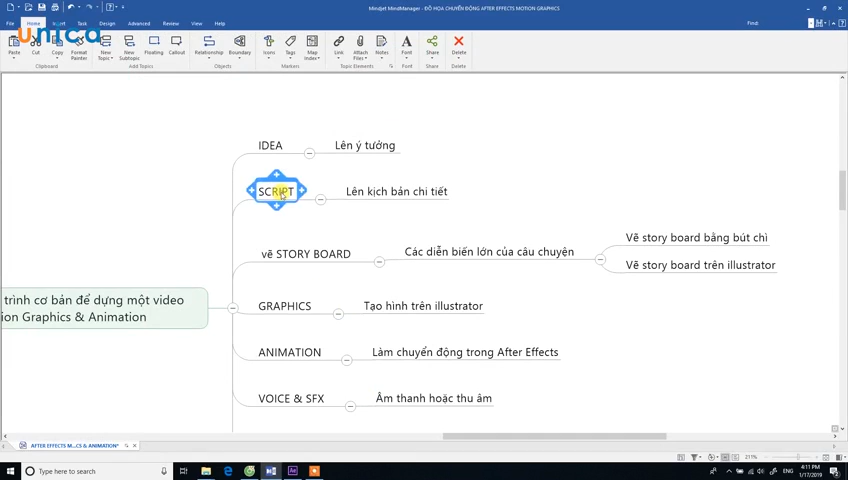 Mindjet MindManager - ĐỒ HỌA CHUYỂN ĐỘNG AFTER EFFECTS MOTION GRAPHICS
File Home Insert Task Design Advanced Review View Help Find:
unica
Paste Cut Copy Format Painter New Topic New Subtopic Floating Callout Relationship Boundary Icons Tags Map Index Link Attach Files Notes Font Share Delete
Clipboard Add Topics Objects Markers Topic Elements Font Share Delete
IDEA Lên ý tưởng
SCRIPT Lên kịch bản chi tiết
vẽ STORY BOARD Các diễn biến lớn của câu chuyện
Vẽ story board bằng bút chì
Vẽ story board trên illustrator
trình cơ bản để dựng một video
ion Graphics & Animation
GRAPHICS Tạo hình trên illustrator
ANIMATION Làm chuyển động trong After Effects
VOICE & SFX Âm thanh hoặc thu âm
AFTER EFFECTS M...CS & ANIMATION*
211%
Type here to search
ENG
4:11 PM
1/17/2019